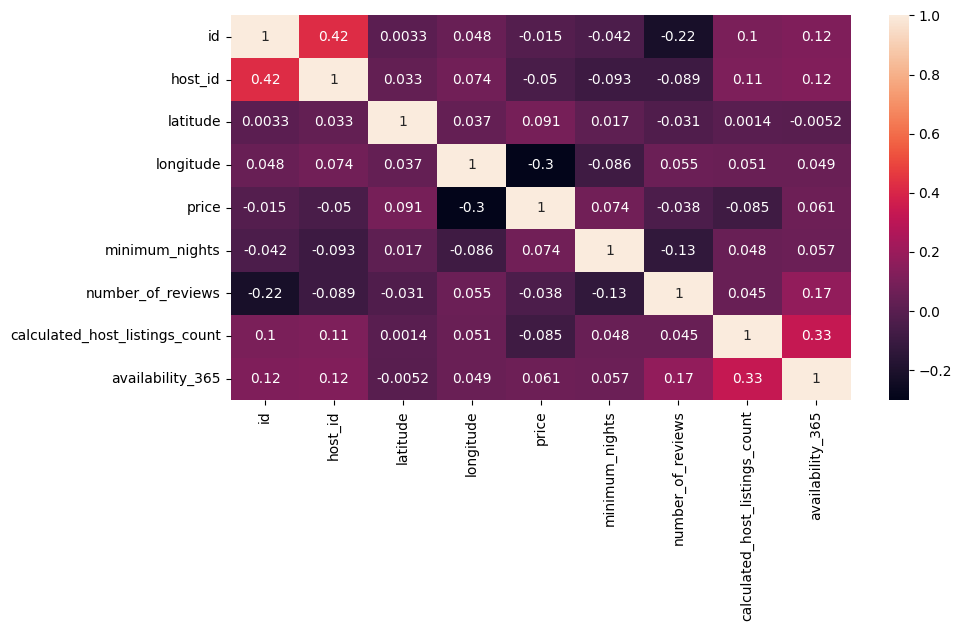 id 1 0.42 0.0033 0.048 -0.015 -0.042 -0.22 0.1 0.12
host_id 0.42 1 0.033 0.074 -0.05 -0.093 -0.089 0.11 0.12
latitude 0.0033 0.033 1 0.037 0.091 0.017 -0.031 0.0014 -0.0052
longitude 0.048 0.074 0.037 1 -0.3 -0.086 0.055 0.051 0.049
price -0.015 -0.05 0.091 -0.3 1 0.074 -0.038 -0.085 0.061
minimum_nights -0.042 -0.093 0.017 -0.086 0.074 1 -0.13 0.048 0.057
number_of_reviews -0.22 -0.089 -0.031 0.055 -0.038 -0.13 1 0.045 0.17
calculated_host_listings_count 0.1 0.11 0.0014 0.051 -0.085 0.048 0.045 1 0.33
availability_365 0.12 0.12 -0.0052 0.049 0.061 0.057 0.17 0.33 1
id
host_id
latitude
longitude
price
minimum_nights
number_of_reviews
calculated_host_listings_count
availability_365
1.0
0.8
0.6
0.4
0.2
0.0
−0.2